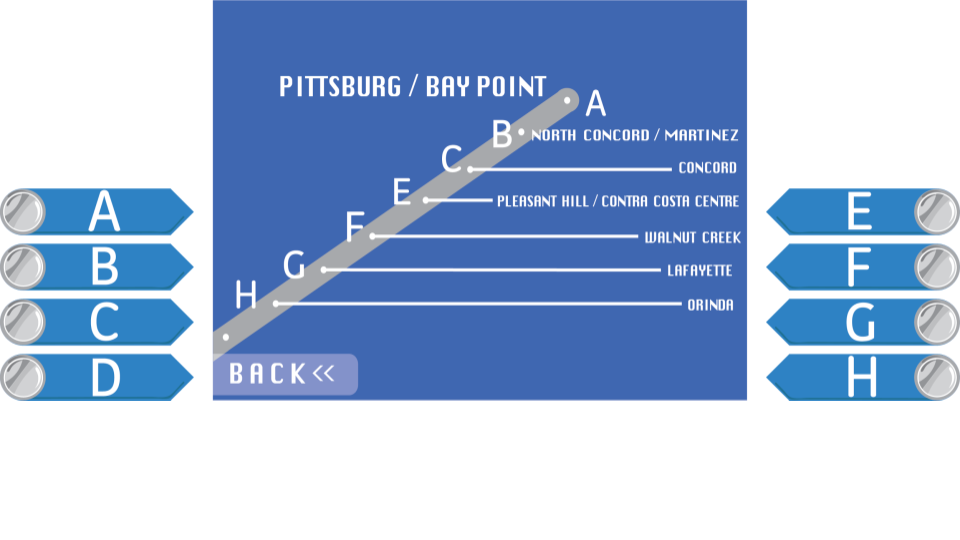 PITTSBURG / BAY POINT
A
B NORTH CONCORD / MARTINEZ
C CONCORD
E PLEASANT HILL / CONTRA COSTA CENTRE
F WALNUT CREEK
G LAFAYETTE
H ORINDA
BACK <<
A
B
C
D
E
F
G
H